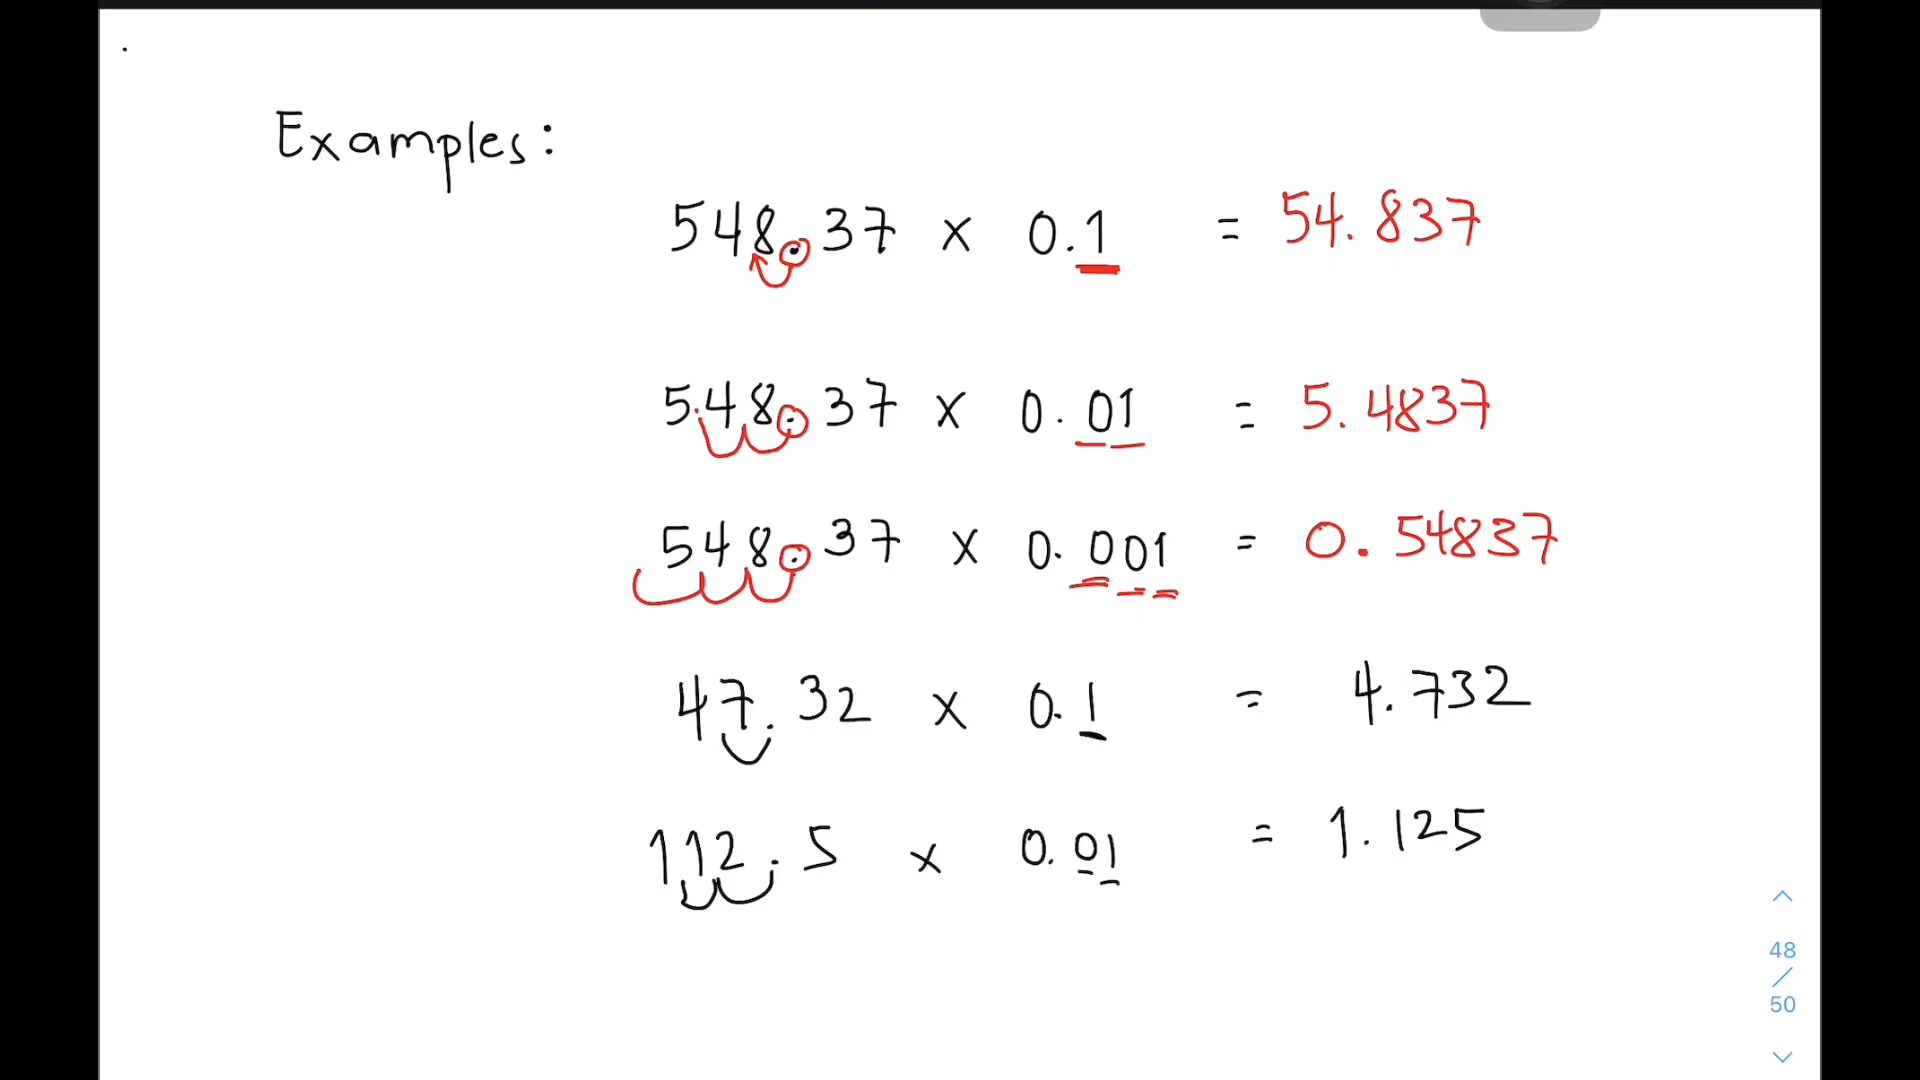 Examples:
548.37 x 0.1 = 54.837
548.37 x 0.01 = 5.4837
548.37 x 0.001 = 0.54837
47.32 x 0.1 = 4.732
112.5 x 0.01 = 1.125
48
/
50